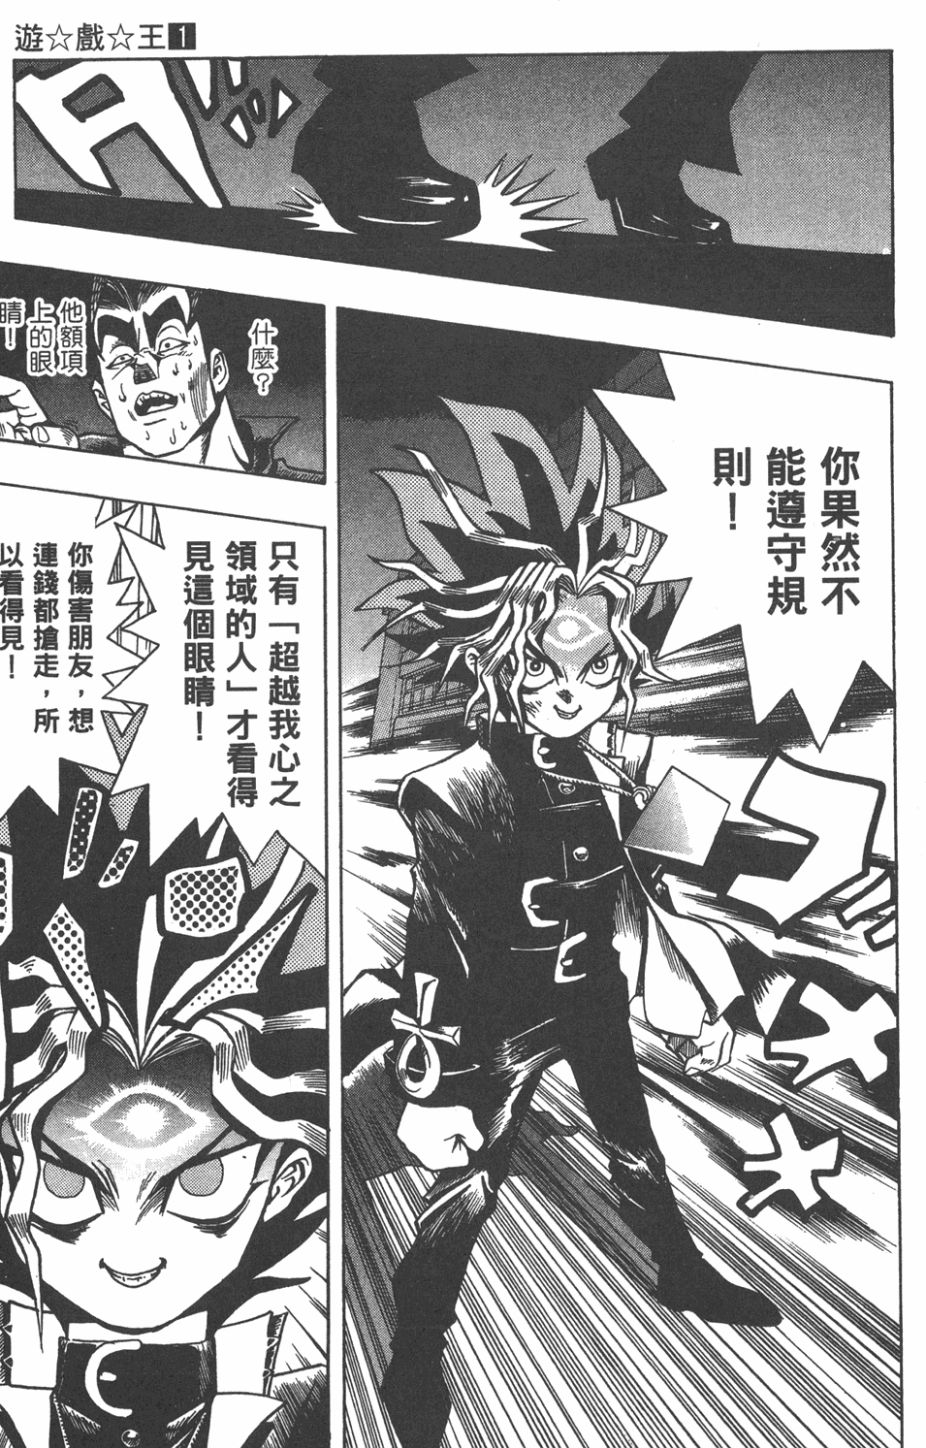 遊☆戲☆王1
你果然不
能遵守規
則！
什麼？
他額項
上的眼
睛！
只有「超越我心之
領域的人」才看得
見這個眼睛！
你傷害朋友，想
連錢都搶走，所
以看得見！